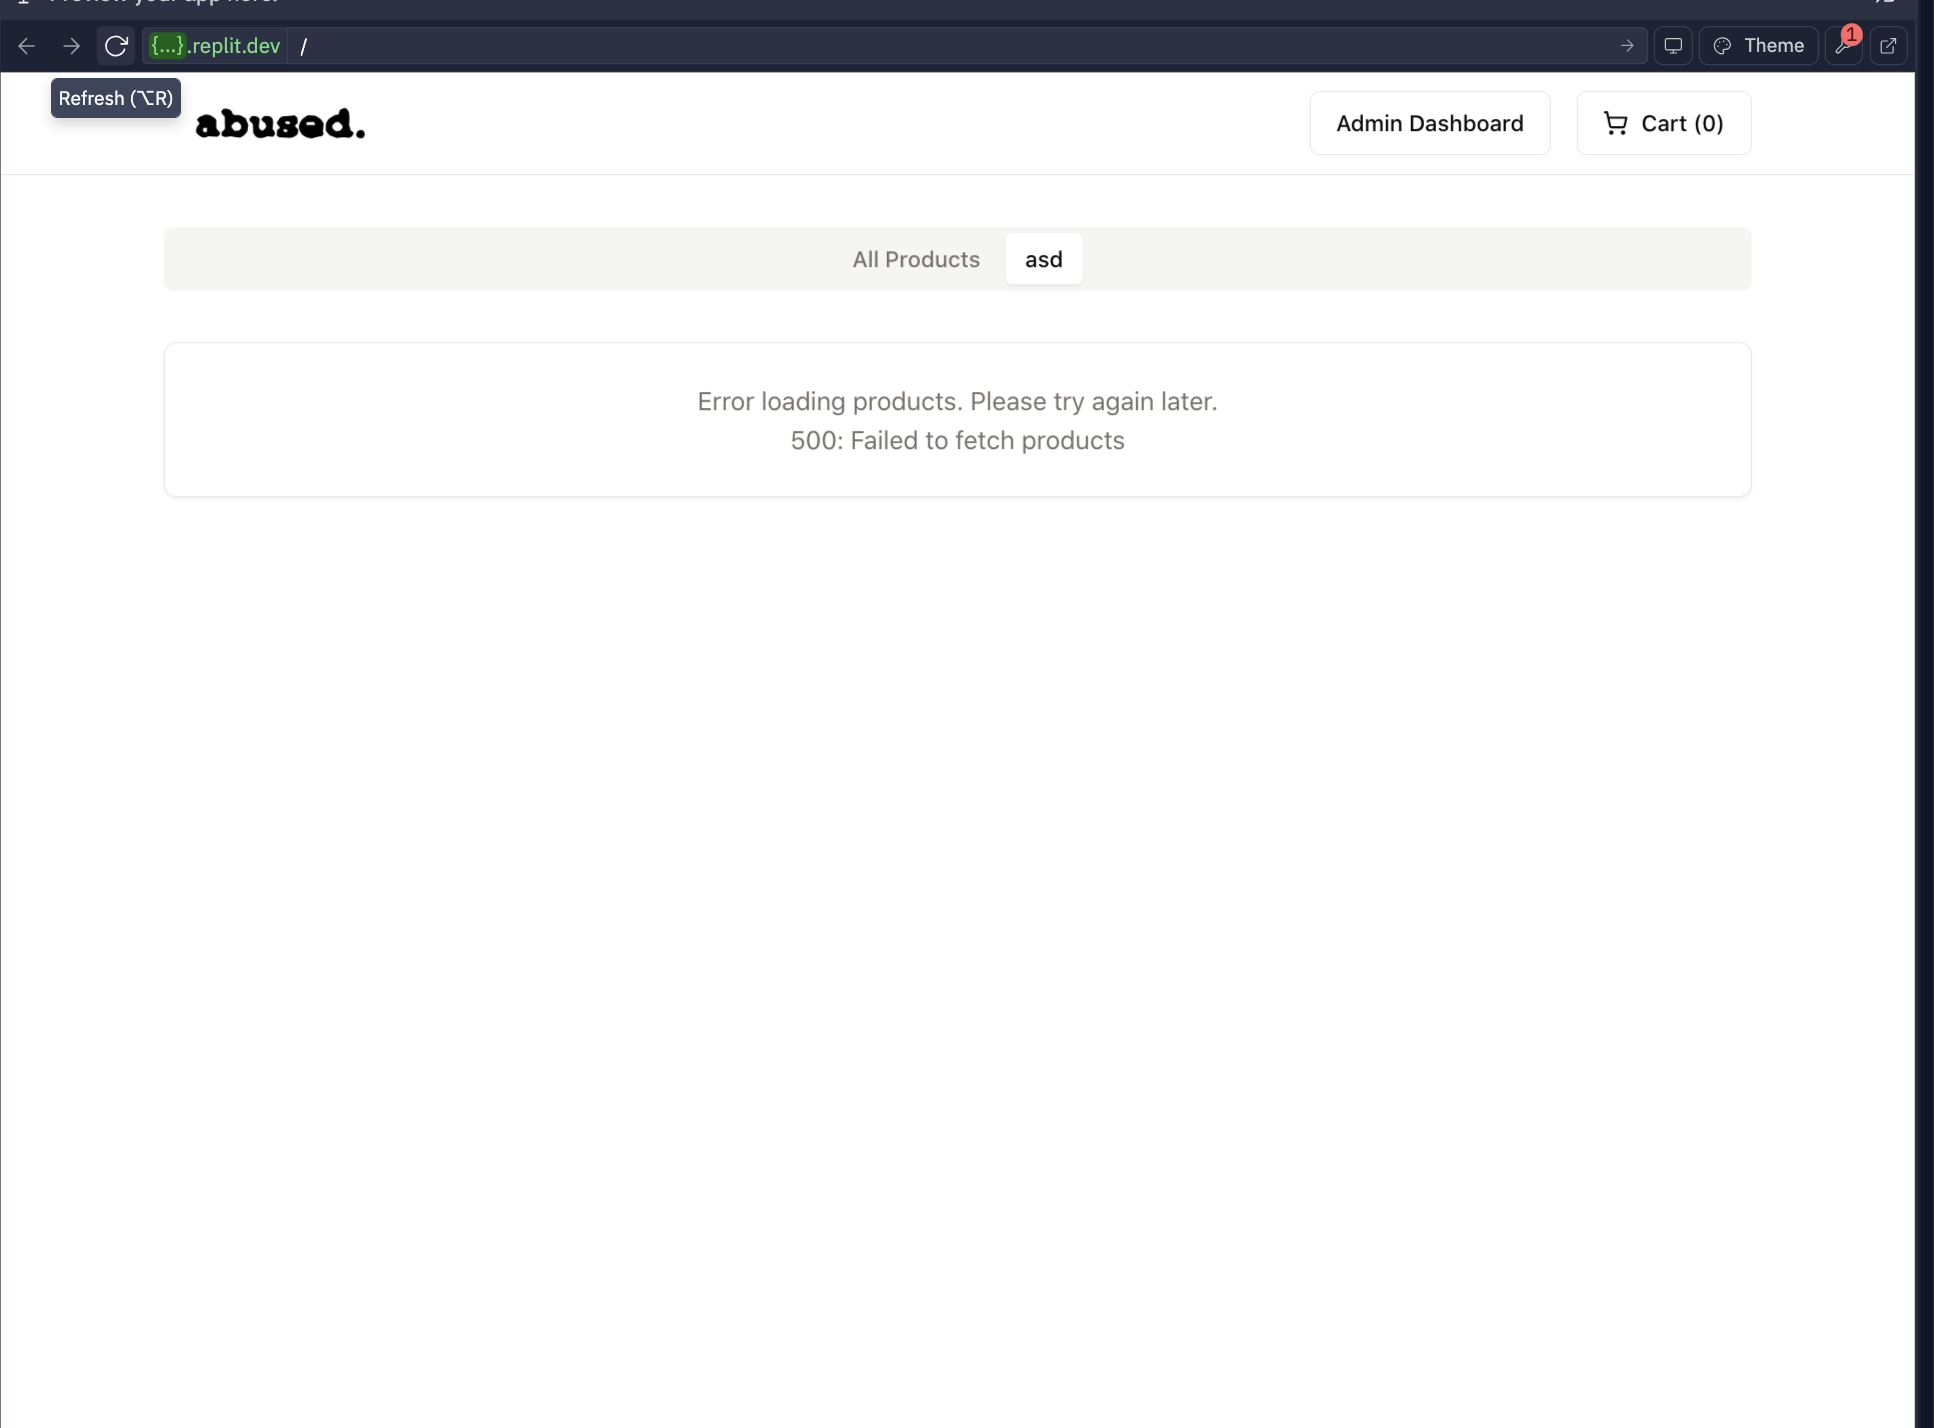 Preview your app here.
{...}.replit.dev /
Theme
1
Refresh (⌥R)
abused.
Admin Dashboard
Cart (0)
All Products
asd
Error loading products. Please try again later.
500: Failed to fetch products